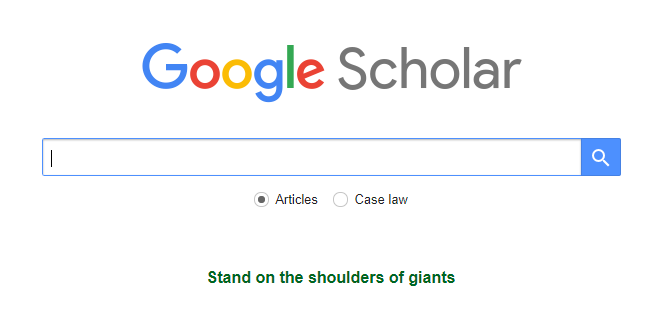 Google Scholar
Articles Case law
Stand on the shoulders of giants